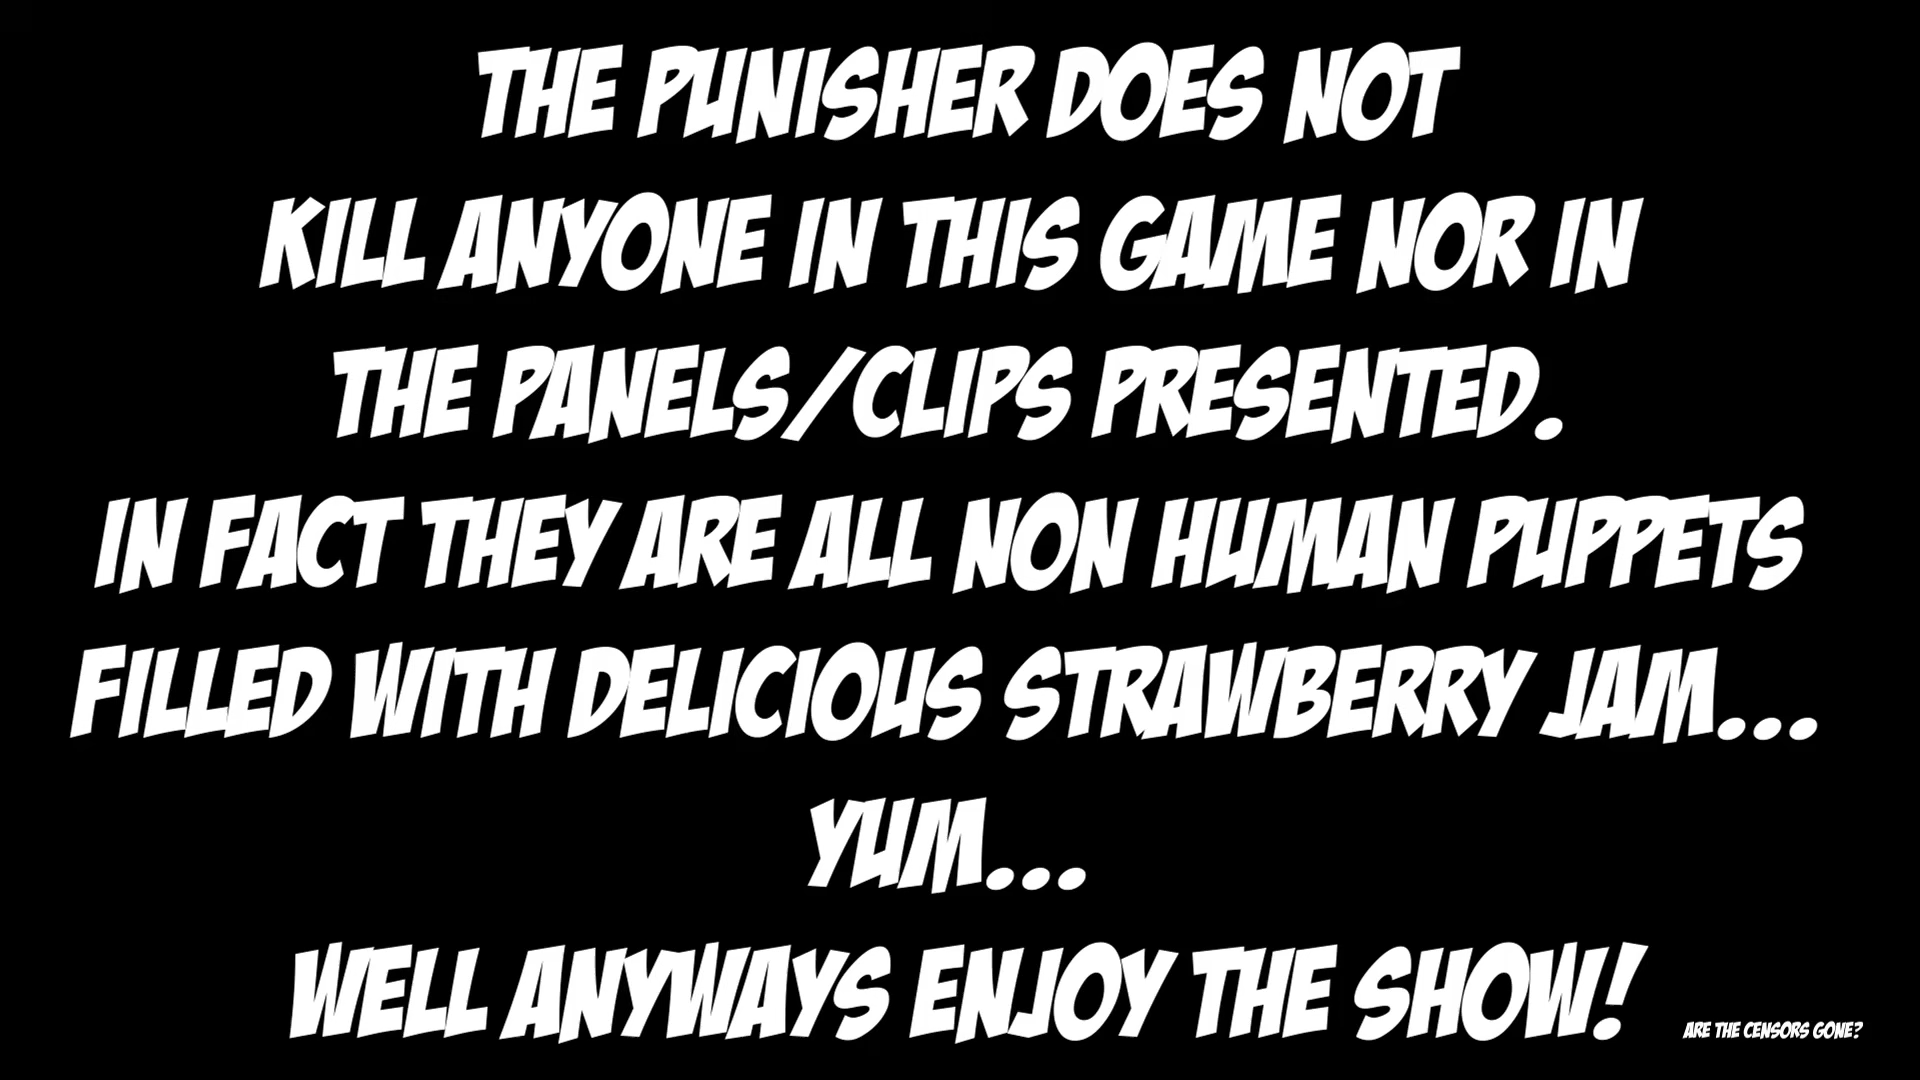 THE PUNISHER DOES NOT
KILL ANYONE IN THIS GAME NOR IN
THE PANELS/CLIPS PRESENTED.
IN FACT THEY ARE ALL NON HUMAN PUPPETS
FILLED WITH DELICIOUS STRAWBERRY JAM...
YUM...
WELL ANYWAYS ENJOY THE SHOW!
ARE THE CENSORS GONE?